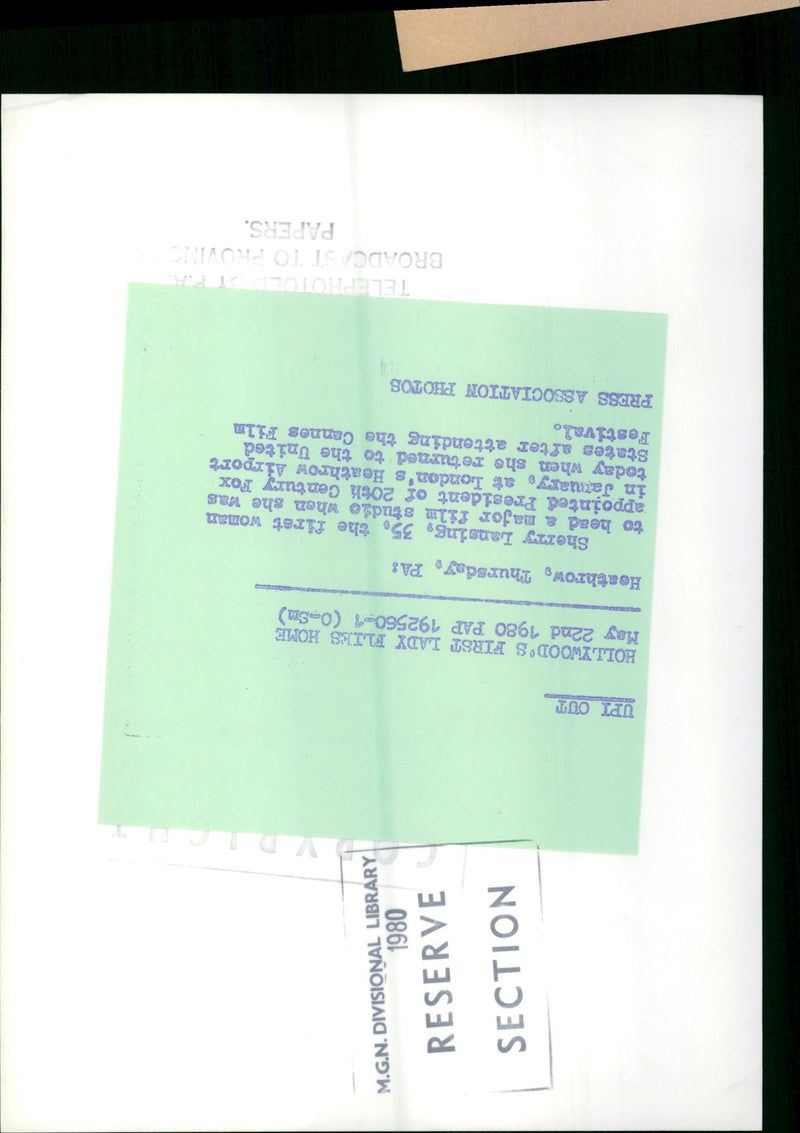 UPI OUT
HOLLYWOOD'S FIRST LADY FLIES HOME
May 22nd 1980 PAP 192560-1 (O-Sm)
Heathrow, Thursday, PA:
Sherry Lansing, 35, the first woman
to head a major film studio when she was
appointed President of 20th Century Fox
in January, at London's Heathrow Airport
today when she returned to the United
States after attending the Cannes Film
Festival.
PRESS ASSOCIATION PHOTOS
TELEPHOTOED BY P.A.
BROADCAST TO
PAPERS.
COPYRIGHT
M.G.N. DIVISIONAL LIBRARY
1980
RESERVE
SECTION